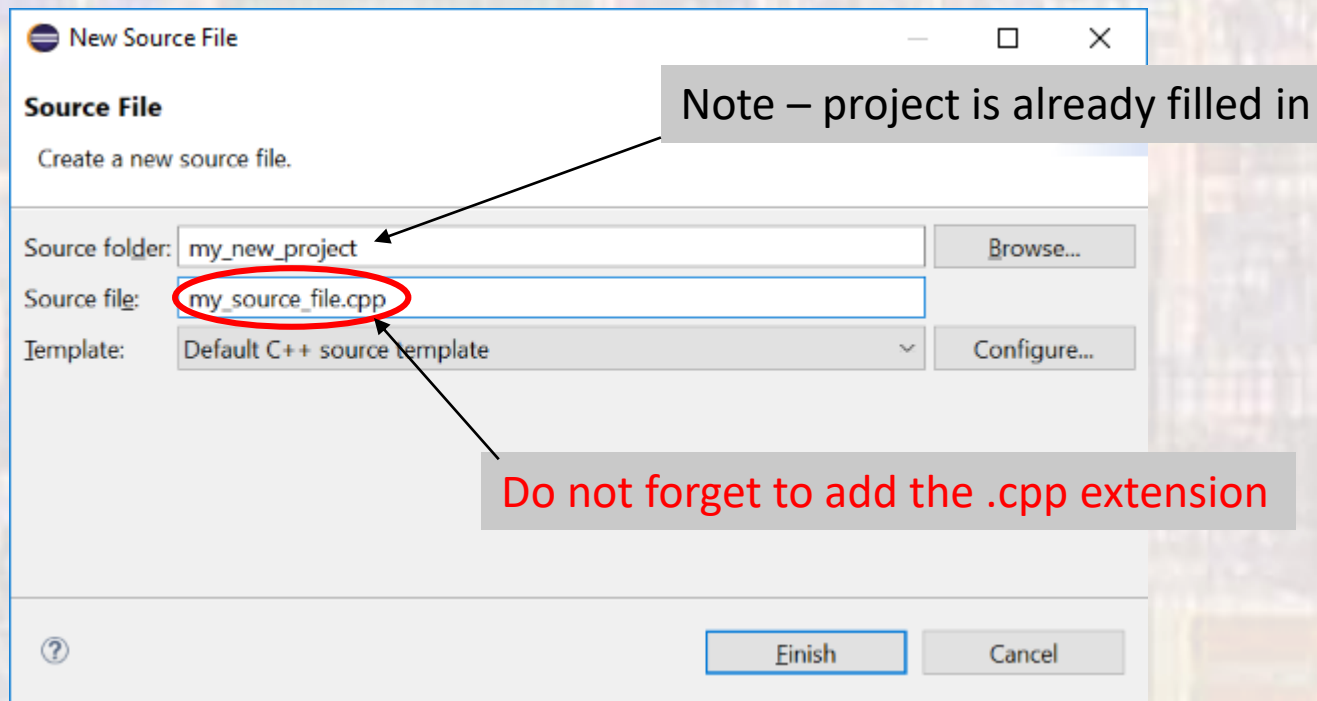 New Source File
Note – project is already filled in
Source File
Create a new source file.
Source folder: my_new_project Browse...
Source file: my_source_file.cpp
Template: Default C++ source template Configure...
Do not forget to add the .cpp extension
? Finish Cancel